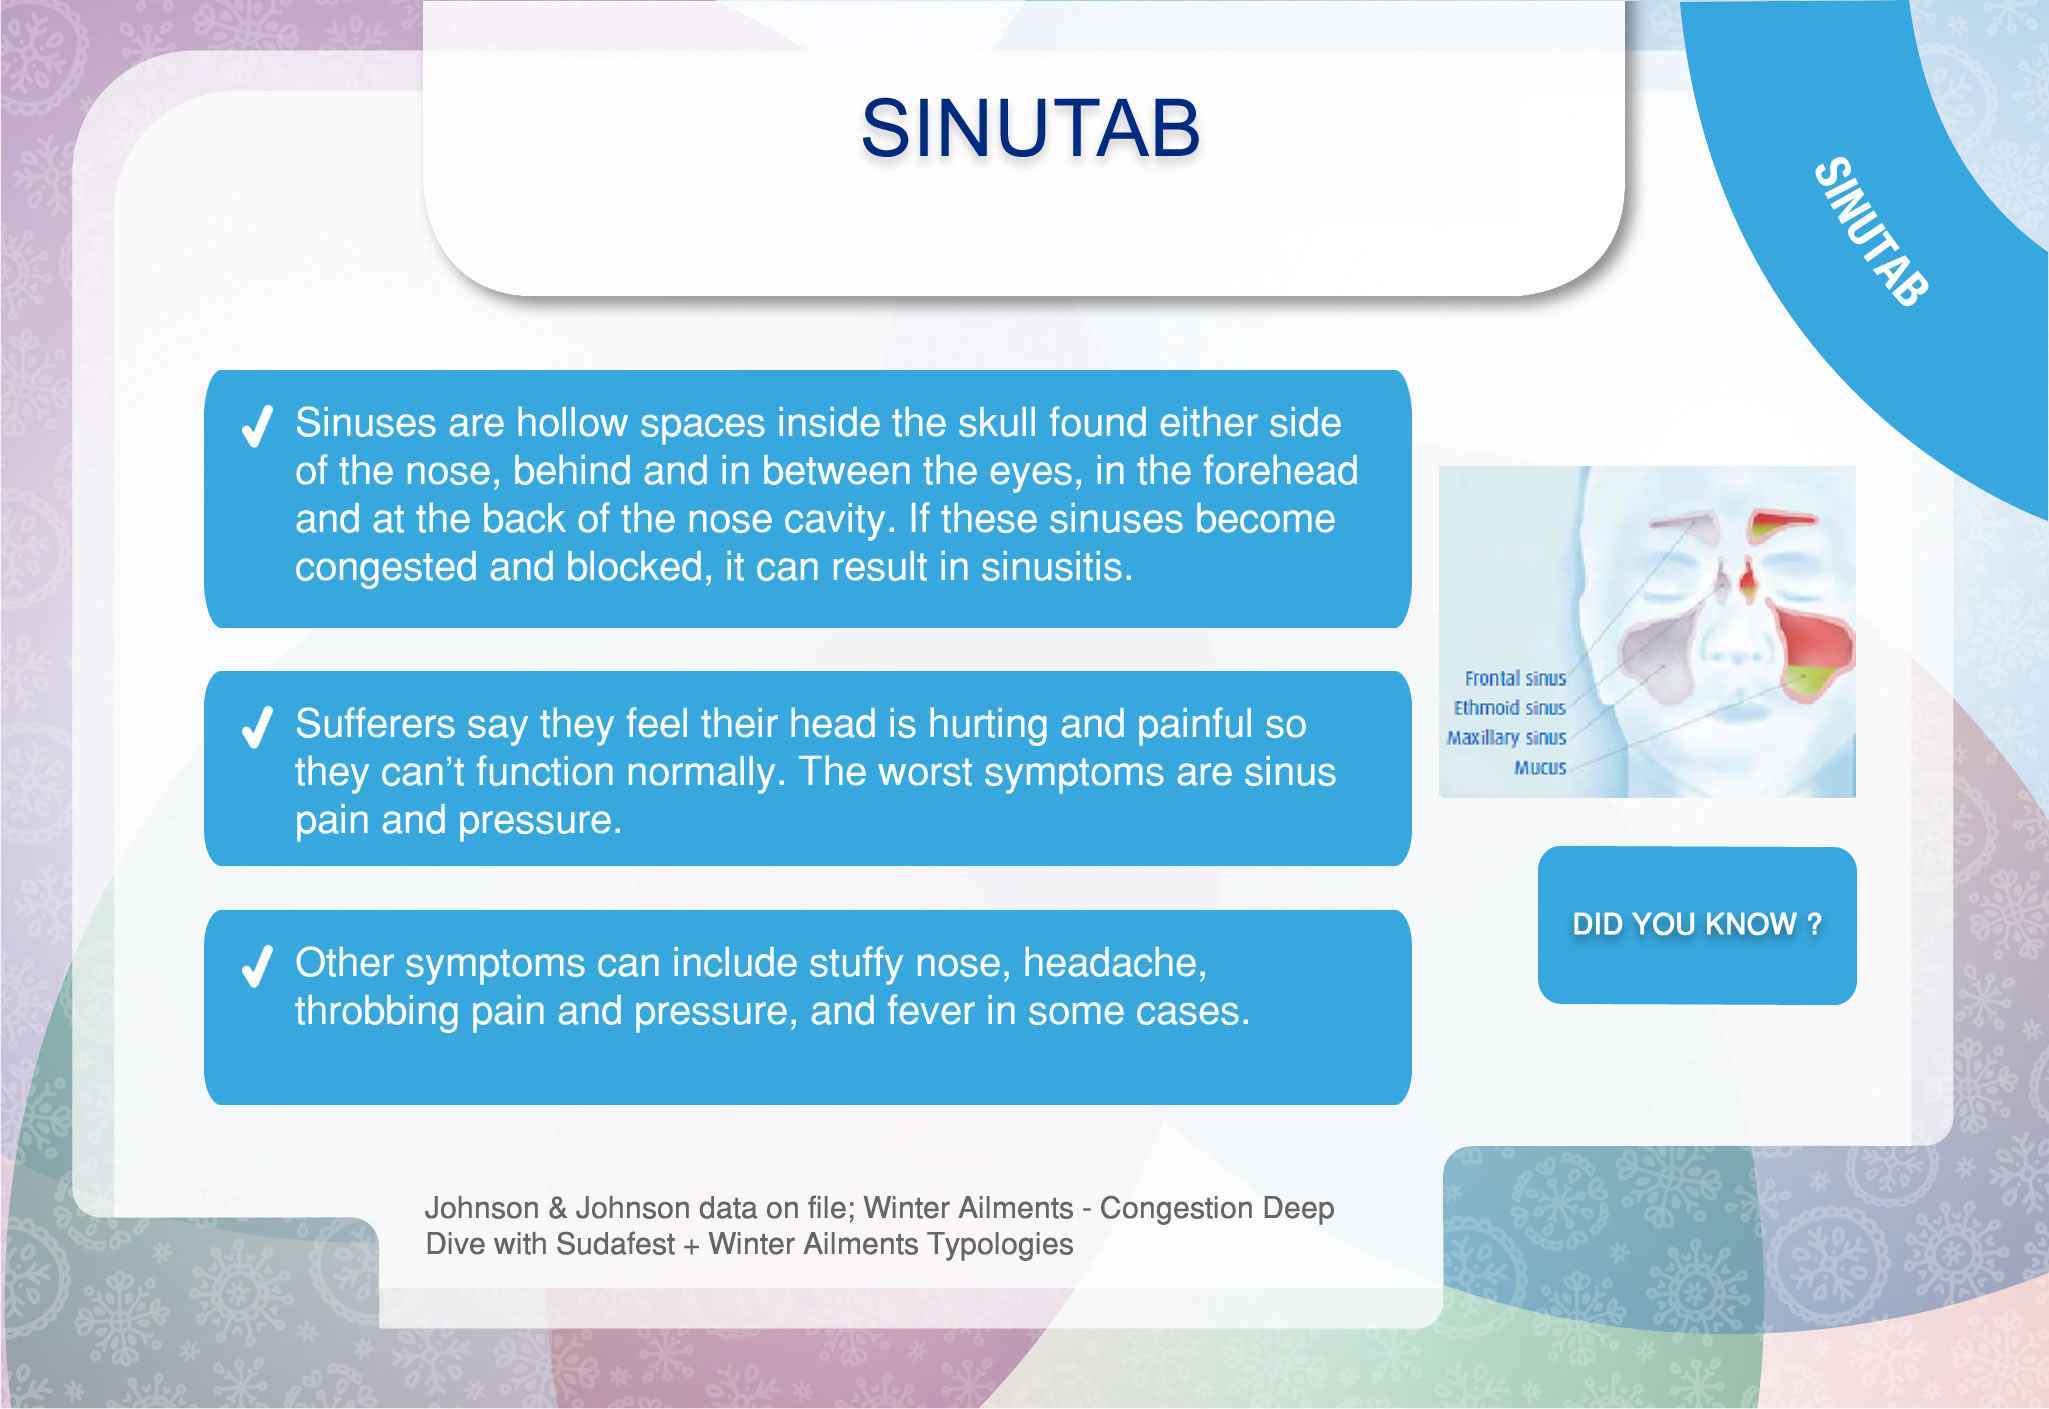 SINUTAB
SINUTAB
Sinuses are hollow spaces inside the skull found either side
of the nose, behind and in between the eyes, in the forehead
and at the back of the nose cavity. If these sinuses become
congested and blocked, it can result in sinusitis.
Sufferers say they feel their head is hurting and painful so
they can’t function normally. The worst symptoms are sinus
pain and pressure.
Other symptoms can include stuffy nose, headache,
throbbing pain and pressure, and fever in some cases.
Frontal sinus
Ethmoid sinus
Maxillary sinus
Mucus
DID YOU KNOW ?
Johnson & Johnson data on file; Winter Ailments - Congestion Deep
Dive with Sudafest + Winter Ailments Typologies